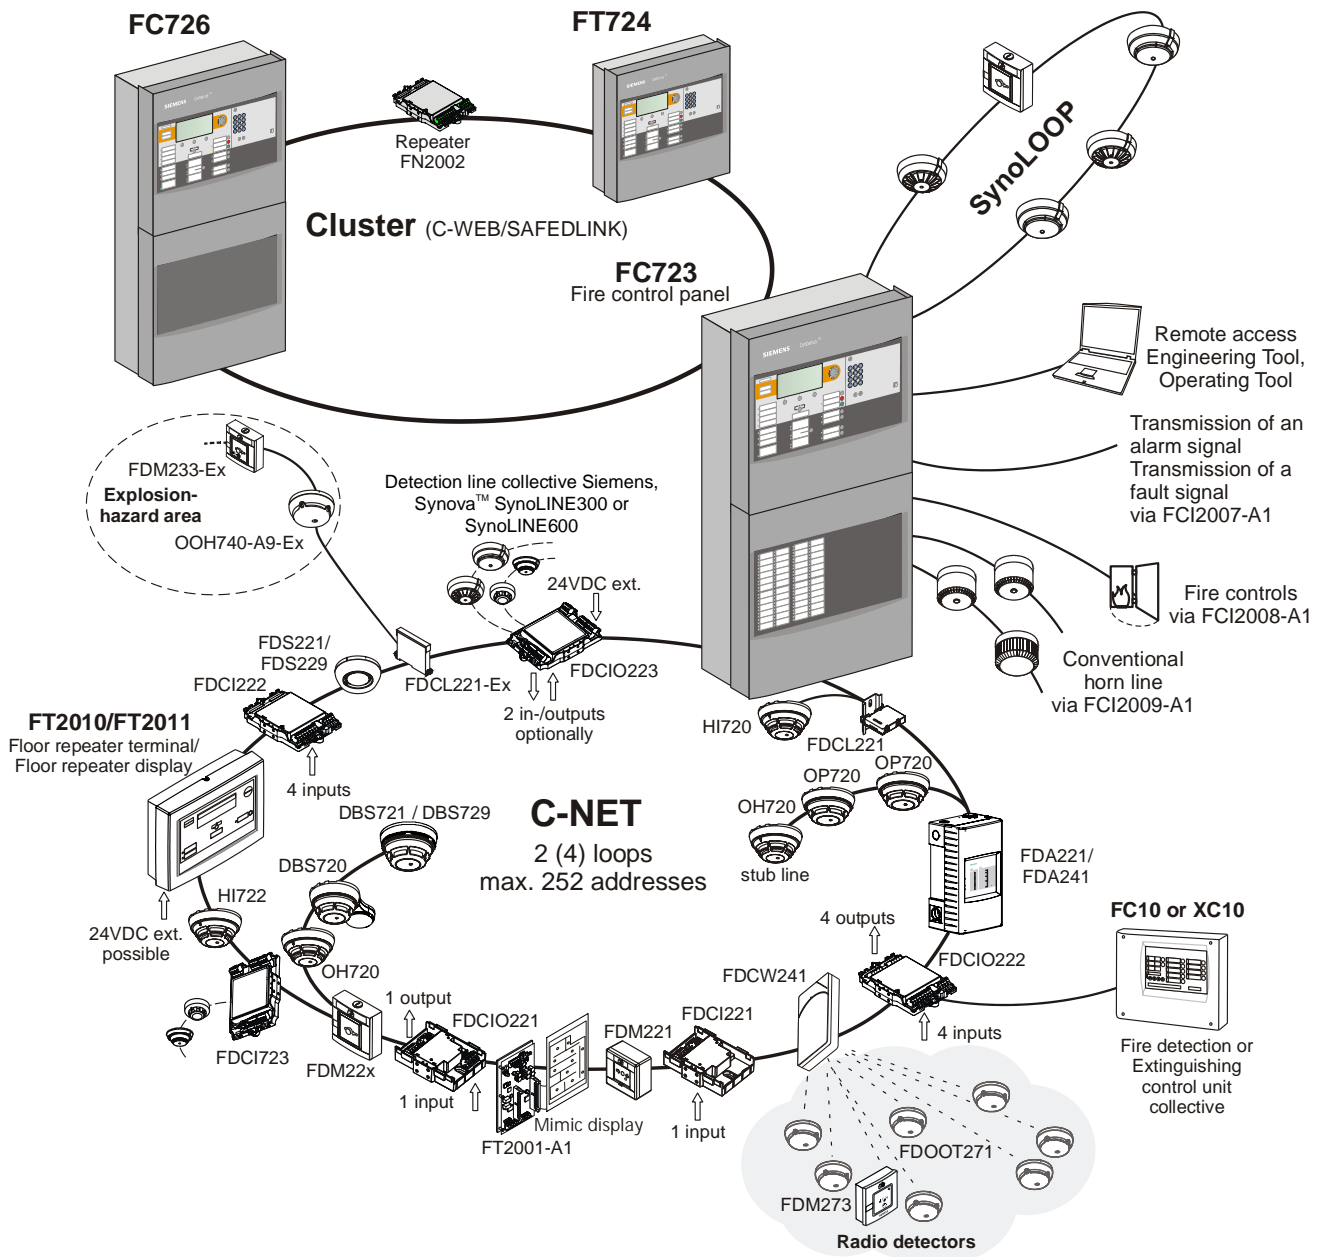 FC726
FT724
SIEMENS
SIEMENS
Repeater
FN2002
SynoLOOP
Cluster (C-WEB/SAFEDLINK)
FC723
Fire control panel
SIEMENS
Remote access
Engineering Tool,
Operating Tool
Transmission of an
alarm signal
Transmission of a
fault signal
via FCI2007-A1
FDM233-Ex
Explosion-
hazard area
OOH740-A9-Ex
Detection line collective Siemens,
Synova™ SynoLINE300 or
SynoLINE600
24VDC ext.
Fire controls
via FCI2008-A1
Conventional
horn line
via FCI2009-A1
FDS221/
FDS229
FDCL221-Ex
FDCIO223
FDCI222
2 in-/outputs
optionally
FT2010/FT2011
Floor repeater terminal/
Floor repeater display
4 inputs
HI720
FDCL221
OP720
OP720
OH720
stub line
DBS721 / DBS729
C-NET
2 (4) loops
max. 252 addresses
DBS720
FDA221/
FDA241
HI722
24VDC ext.
possible
OH720
4 outputs
FC10 or XC10
FDCIO222
FDCW241
1 output
FDCIO221
FDM221
FDCI221
4 inputs
FDCI723
FDM22x
1 input
Mimic display
FT2001-A1
1 input
Fire detection or
Extinguishing
control unit
collective
FDOOT271
FDM273
Radio detectors